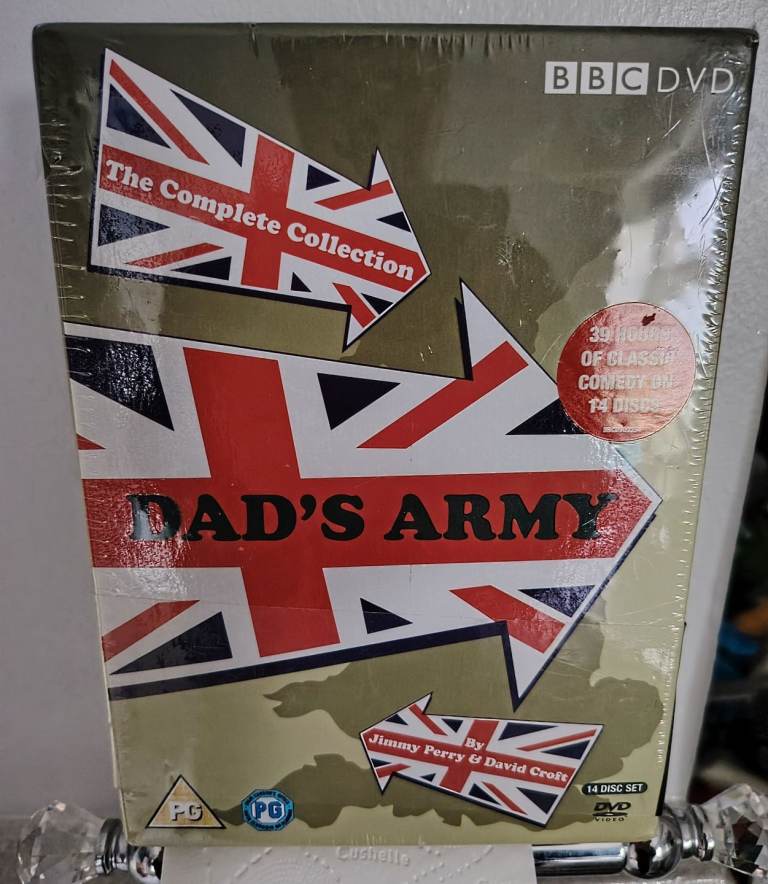 BBC DVD
The Complete Collection
39 HOURS
OF CLASSIC
COMEDY ON
14 DISCS
DAD'S ARMY
By
Jimmy Perry & David Croft
14 DISC SET
DVD
VIDEO
PG
PG
Cushelle